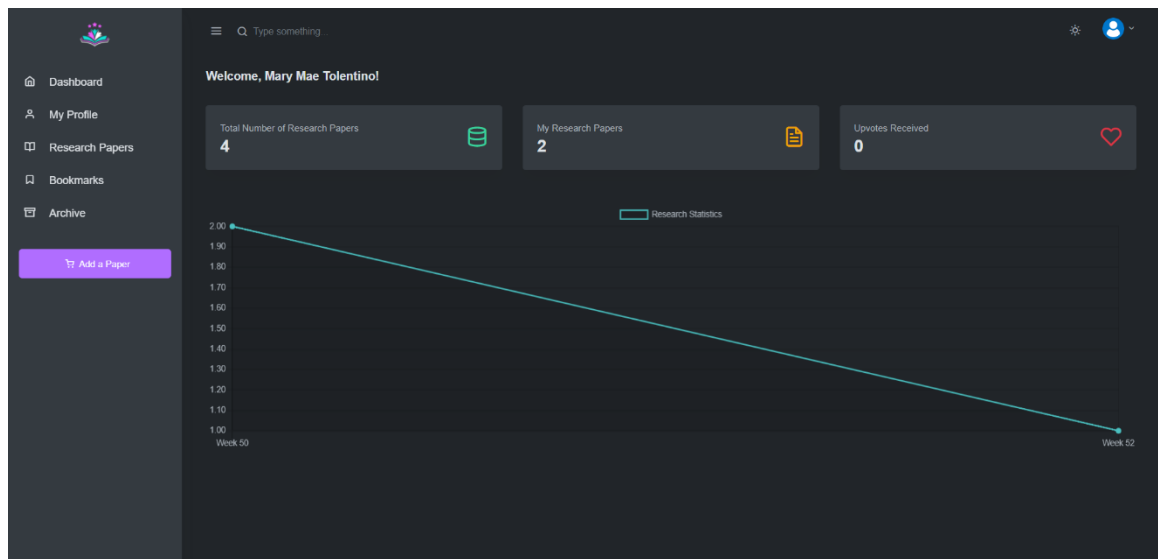 Type something...
Dashboard
My Profile
Research Papers
Bookmarks
Archive
Add a Paper
Welcome, Mary Mae Tolentino!
Total Number of Research Papers
4
My Research Papers
2
Upvotes Received
0
Research Statistics
2.00
1.90
1.80
1.70
1.60
1.50
1.40
1.30
1.20
1.10
1.00
Week 50
Week 52